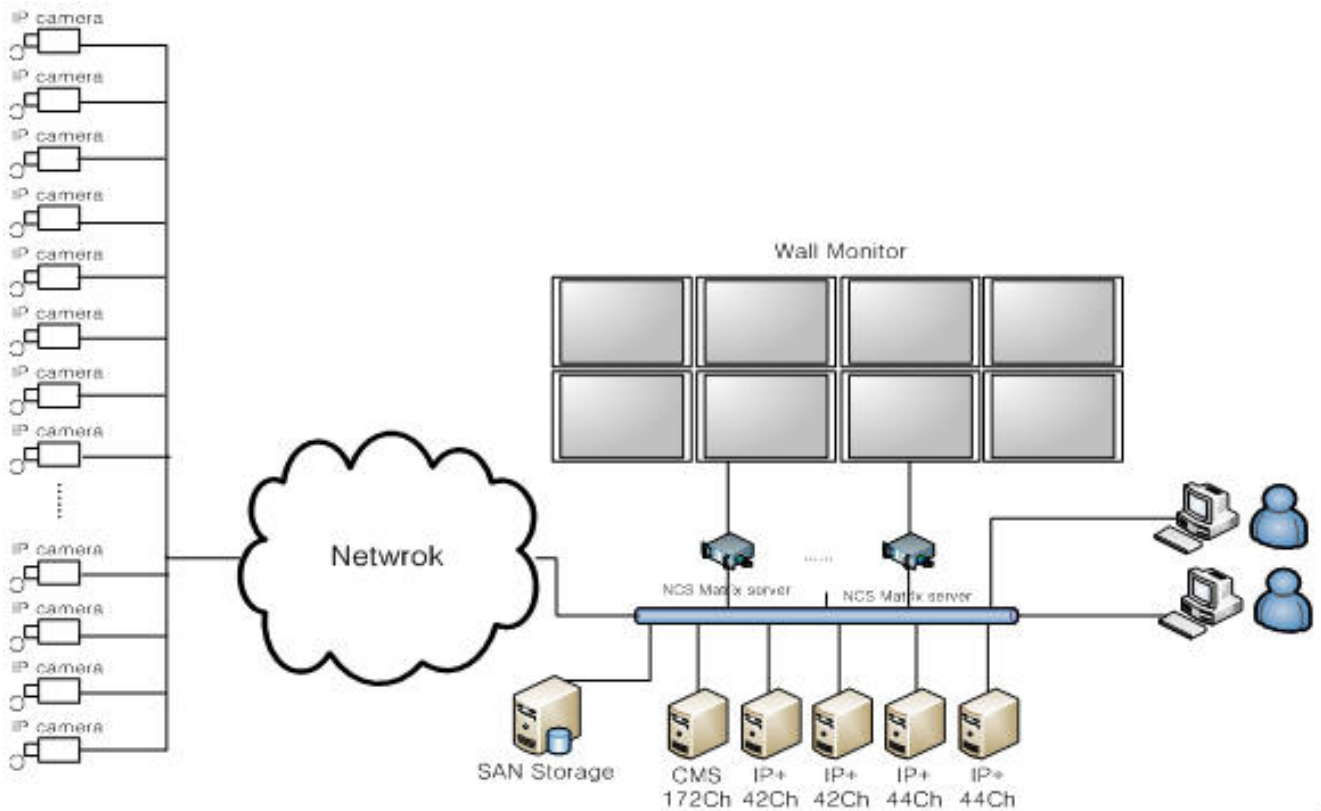 IP camera
IP camera
IP camera
IP camera
IP camera
IP camera
IP camera
IP camera
......
IP camera
IP camera
IP camera
IP camera
Netwrok
Wall Monitor
......
NCS Matrix server
NCS Matrix server
SAN Storage
CMS
172Ch
IP+
42Ch
IP+
42Ch
IP+
44Ch
IP+
44Ch